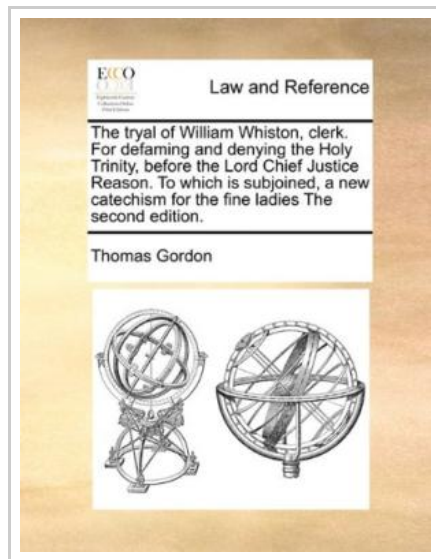 ECCO
Law and Reference
The tryal of William Whiston, clerk.
For defaming and denying the Holy
Trinity, before the Lord Chief Justice
Reason. To which is subjoined, a new
catechism for the fine ladies The
second edition.
Thomas Gordon